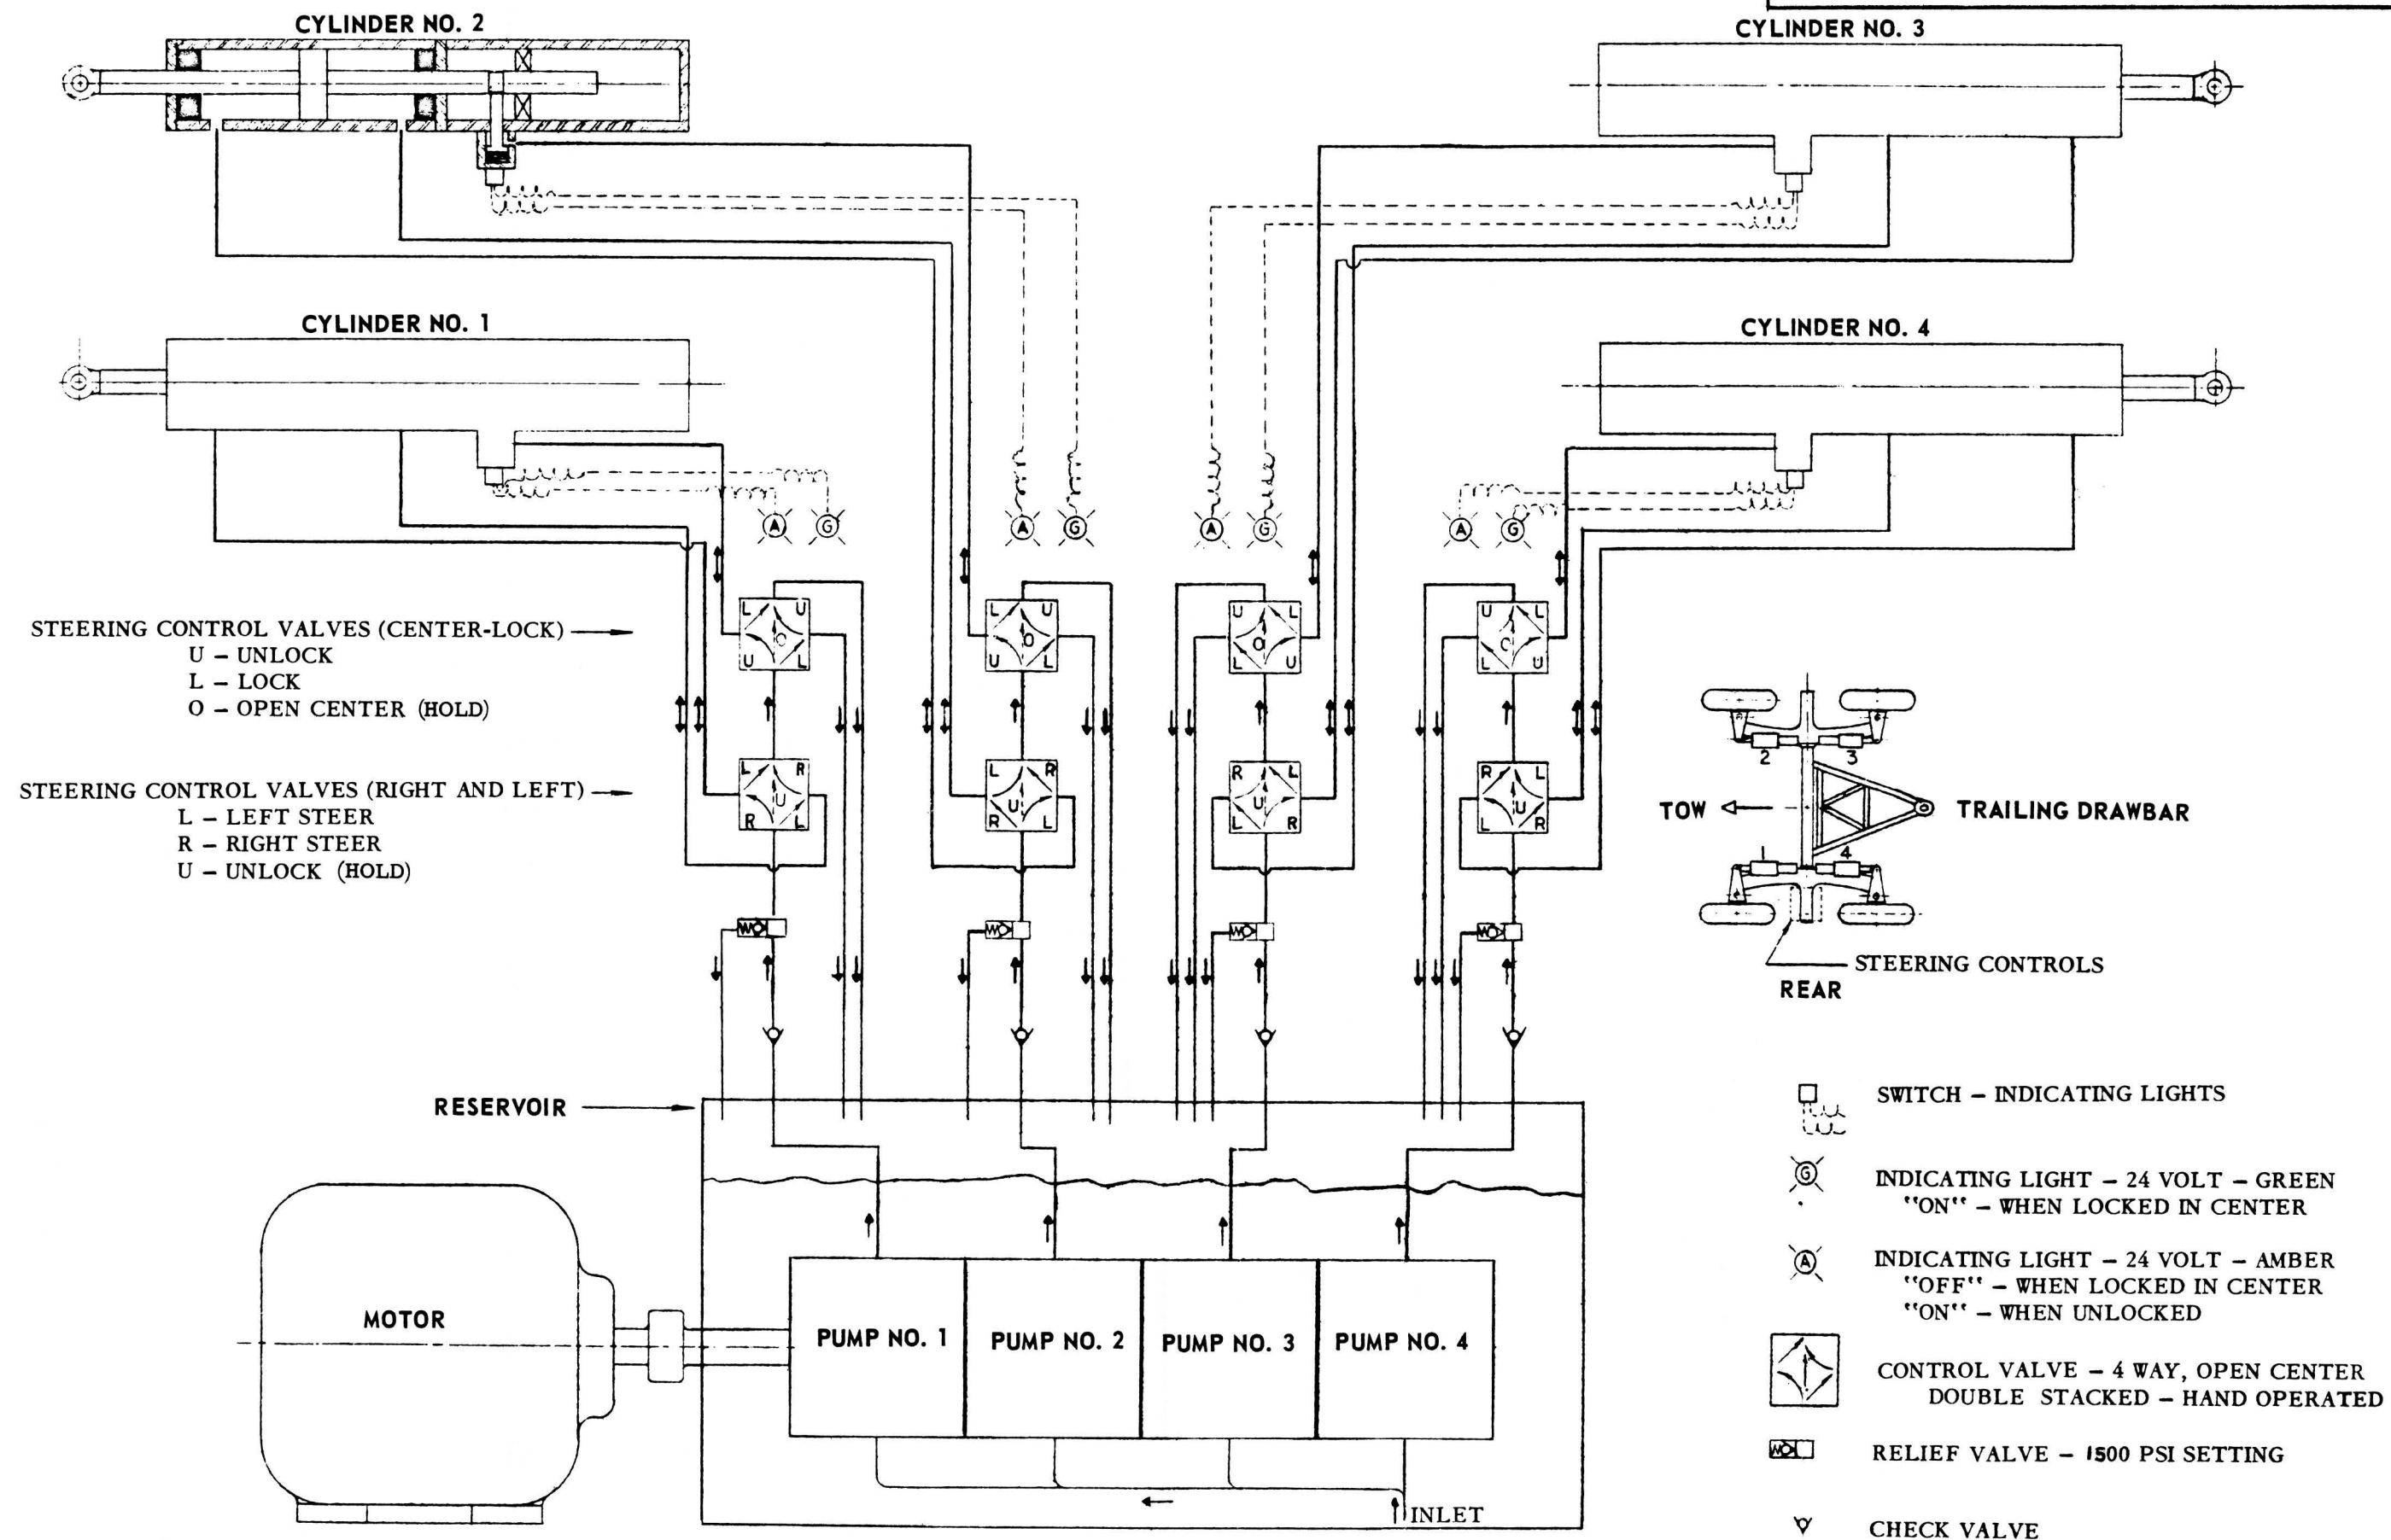 CYLINDER NO. 2
CYLINDER NO. 3
CYLINDER NO. 1
CYLINDER NO. 4
A
G
A
G
A
G
A
G
STEERING CONTROL VALVES (CENTER-LOCK)
U – UNLOCK
L – LOCK
O – OPEN CENTER (HOLD)
L U
O
U L
L U
O
U L
U L
O
L U
U L
O
L U
STEERING CONTROL VALVES (RIGHT AND LEFT)
L – LEFT STEER
R – RIGHT STEER
U – UNLOCK (HOLD)
L R
U
R L
L R
U
R L
R L
U
L R
R L
U
L R
2 3
TOW
TRAILING DRAWBAR
1 4
STEERING CONTROLS
REAR
RESERVOIR
MOTOR
PUMP NO. 1
PUMP NO. 2
PUMP NO. 3
PUMP NO. 4
INLET
SWITCH – INDICATING LIGHTS
G
INDICATING LIGHT – 24 VOLT – GREEN
"ON" – WHEN LOCKED IN CENTER
A
INDICATING LIGHT – 24 VOLT – AMBER
"OFF" – WHEN LOCKED IN CENTER
"ON" – WHEN UNLOCKED
CONTROL VALVE – 4 WAY, OPEN CENTER
DOUBLE STACKED – HAND OPERATED
RELIEF VALVE – 1500 PSI SETTING
CHECK VALVE